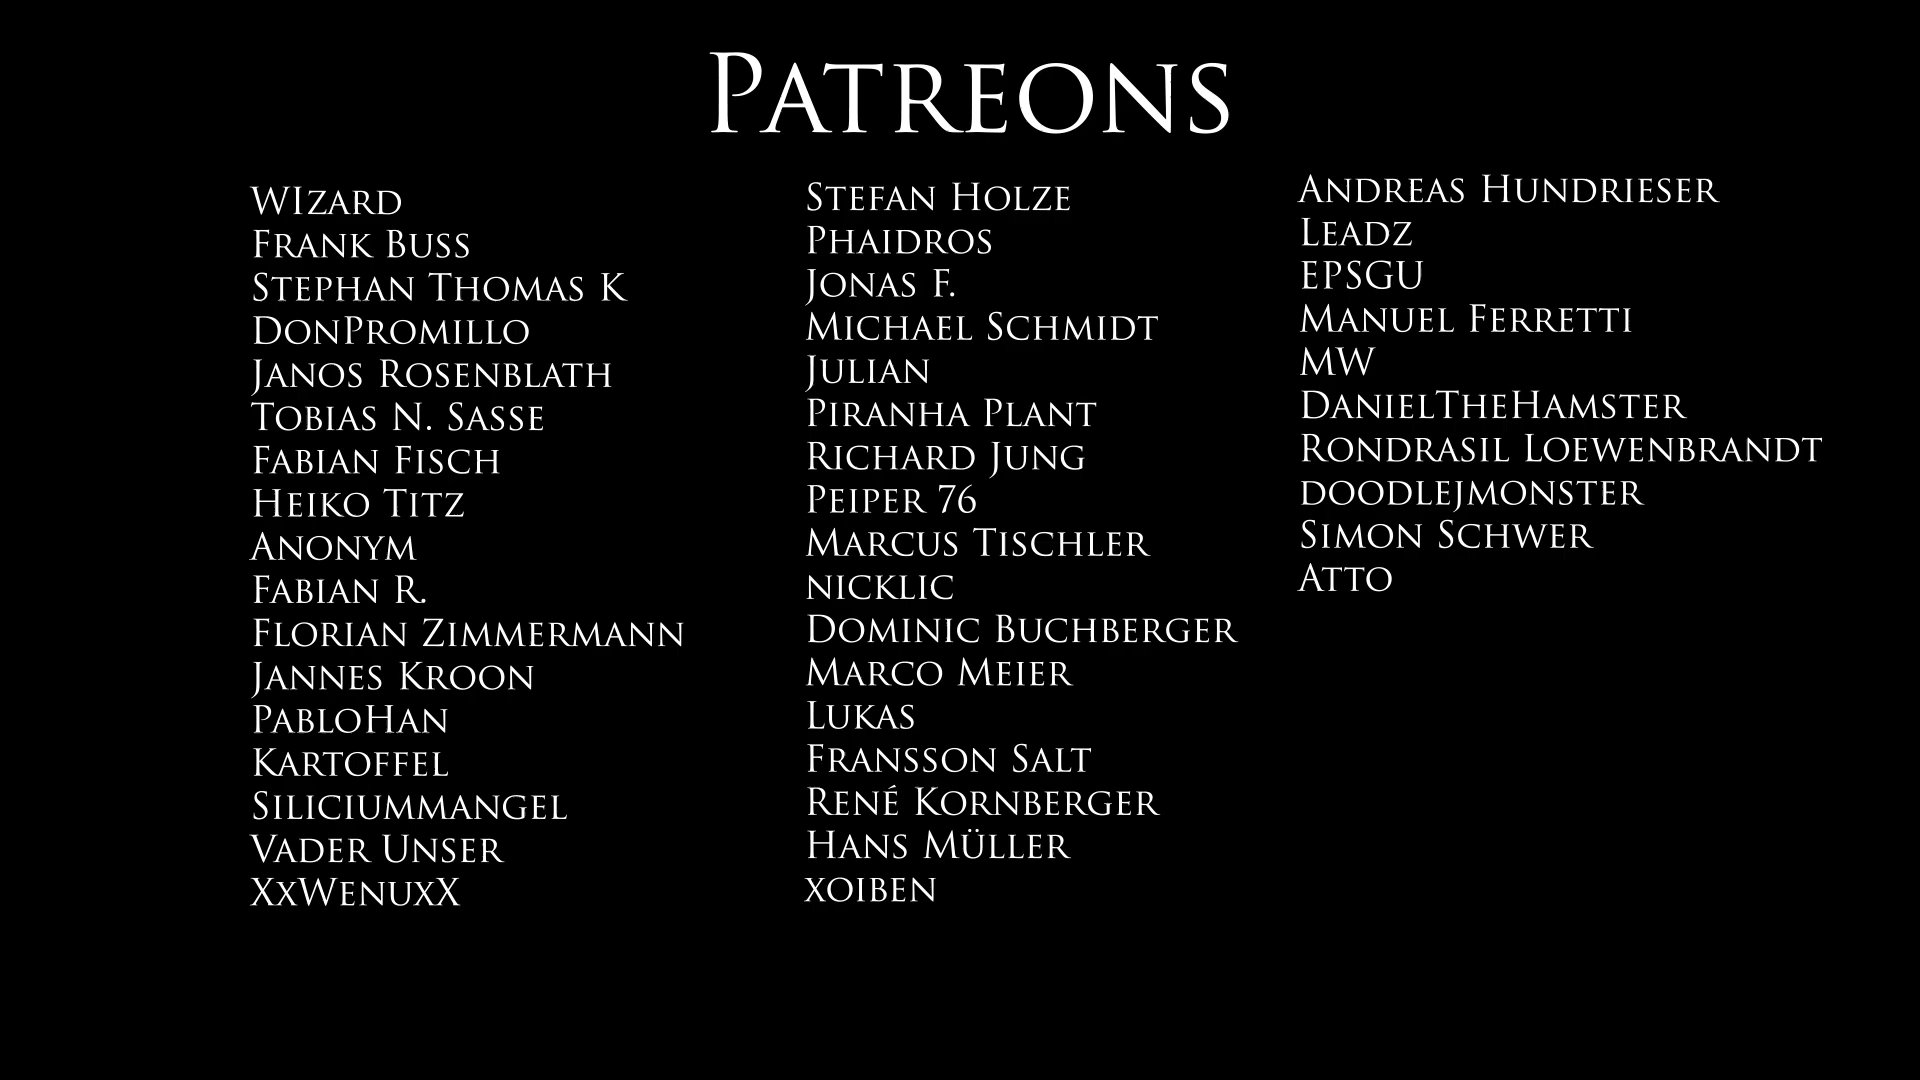 Patreons
WIzard
Frank Buss
Stephan Thomas K
DonPromillo
Janos Rosenblath
Tobias N. Sasse
Fabian Fisch
Heiko Titz
Anonym
Fabian R.
Florian Zimmermann
Jannes Kroon
PabloHan
Kartoffel
Siliciummangel
Vader Unser
XxWenuxX
Stefan Holze
Phaidros
Jonas F.
Michael Schmidt
Julian
Piranha Plant
Richard Jung
Peiper 76
Marcus Tischler
nicklic
Dominic Buchberger
Marco Meier
Lukas
Fransson Salt
René Kornberger
Hans Müller
xoiben
Andreas Hundrieser
Leadz
EPSGU
Manuel Ferretti
MW
DanielTheHamster
Rondrasil Loewenbrandt
doodlejmonster
Simon Schwer
Atto